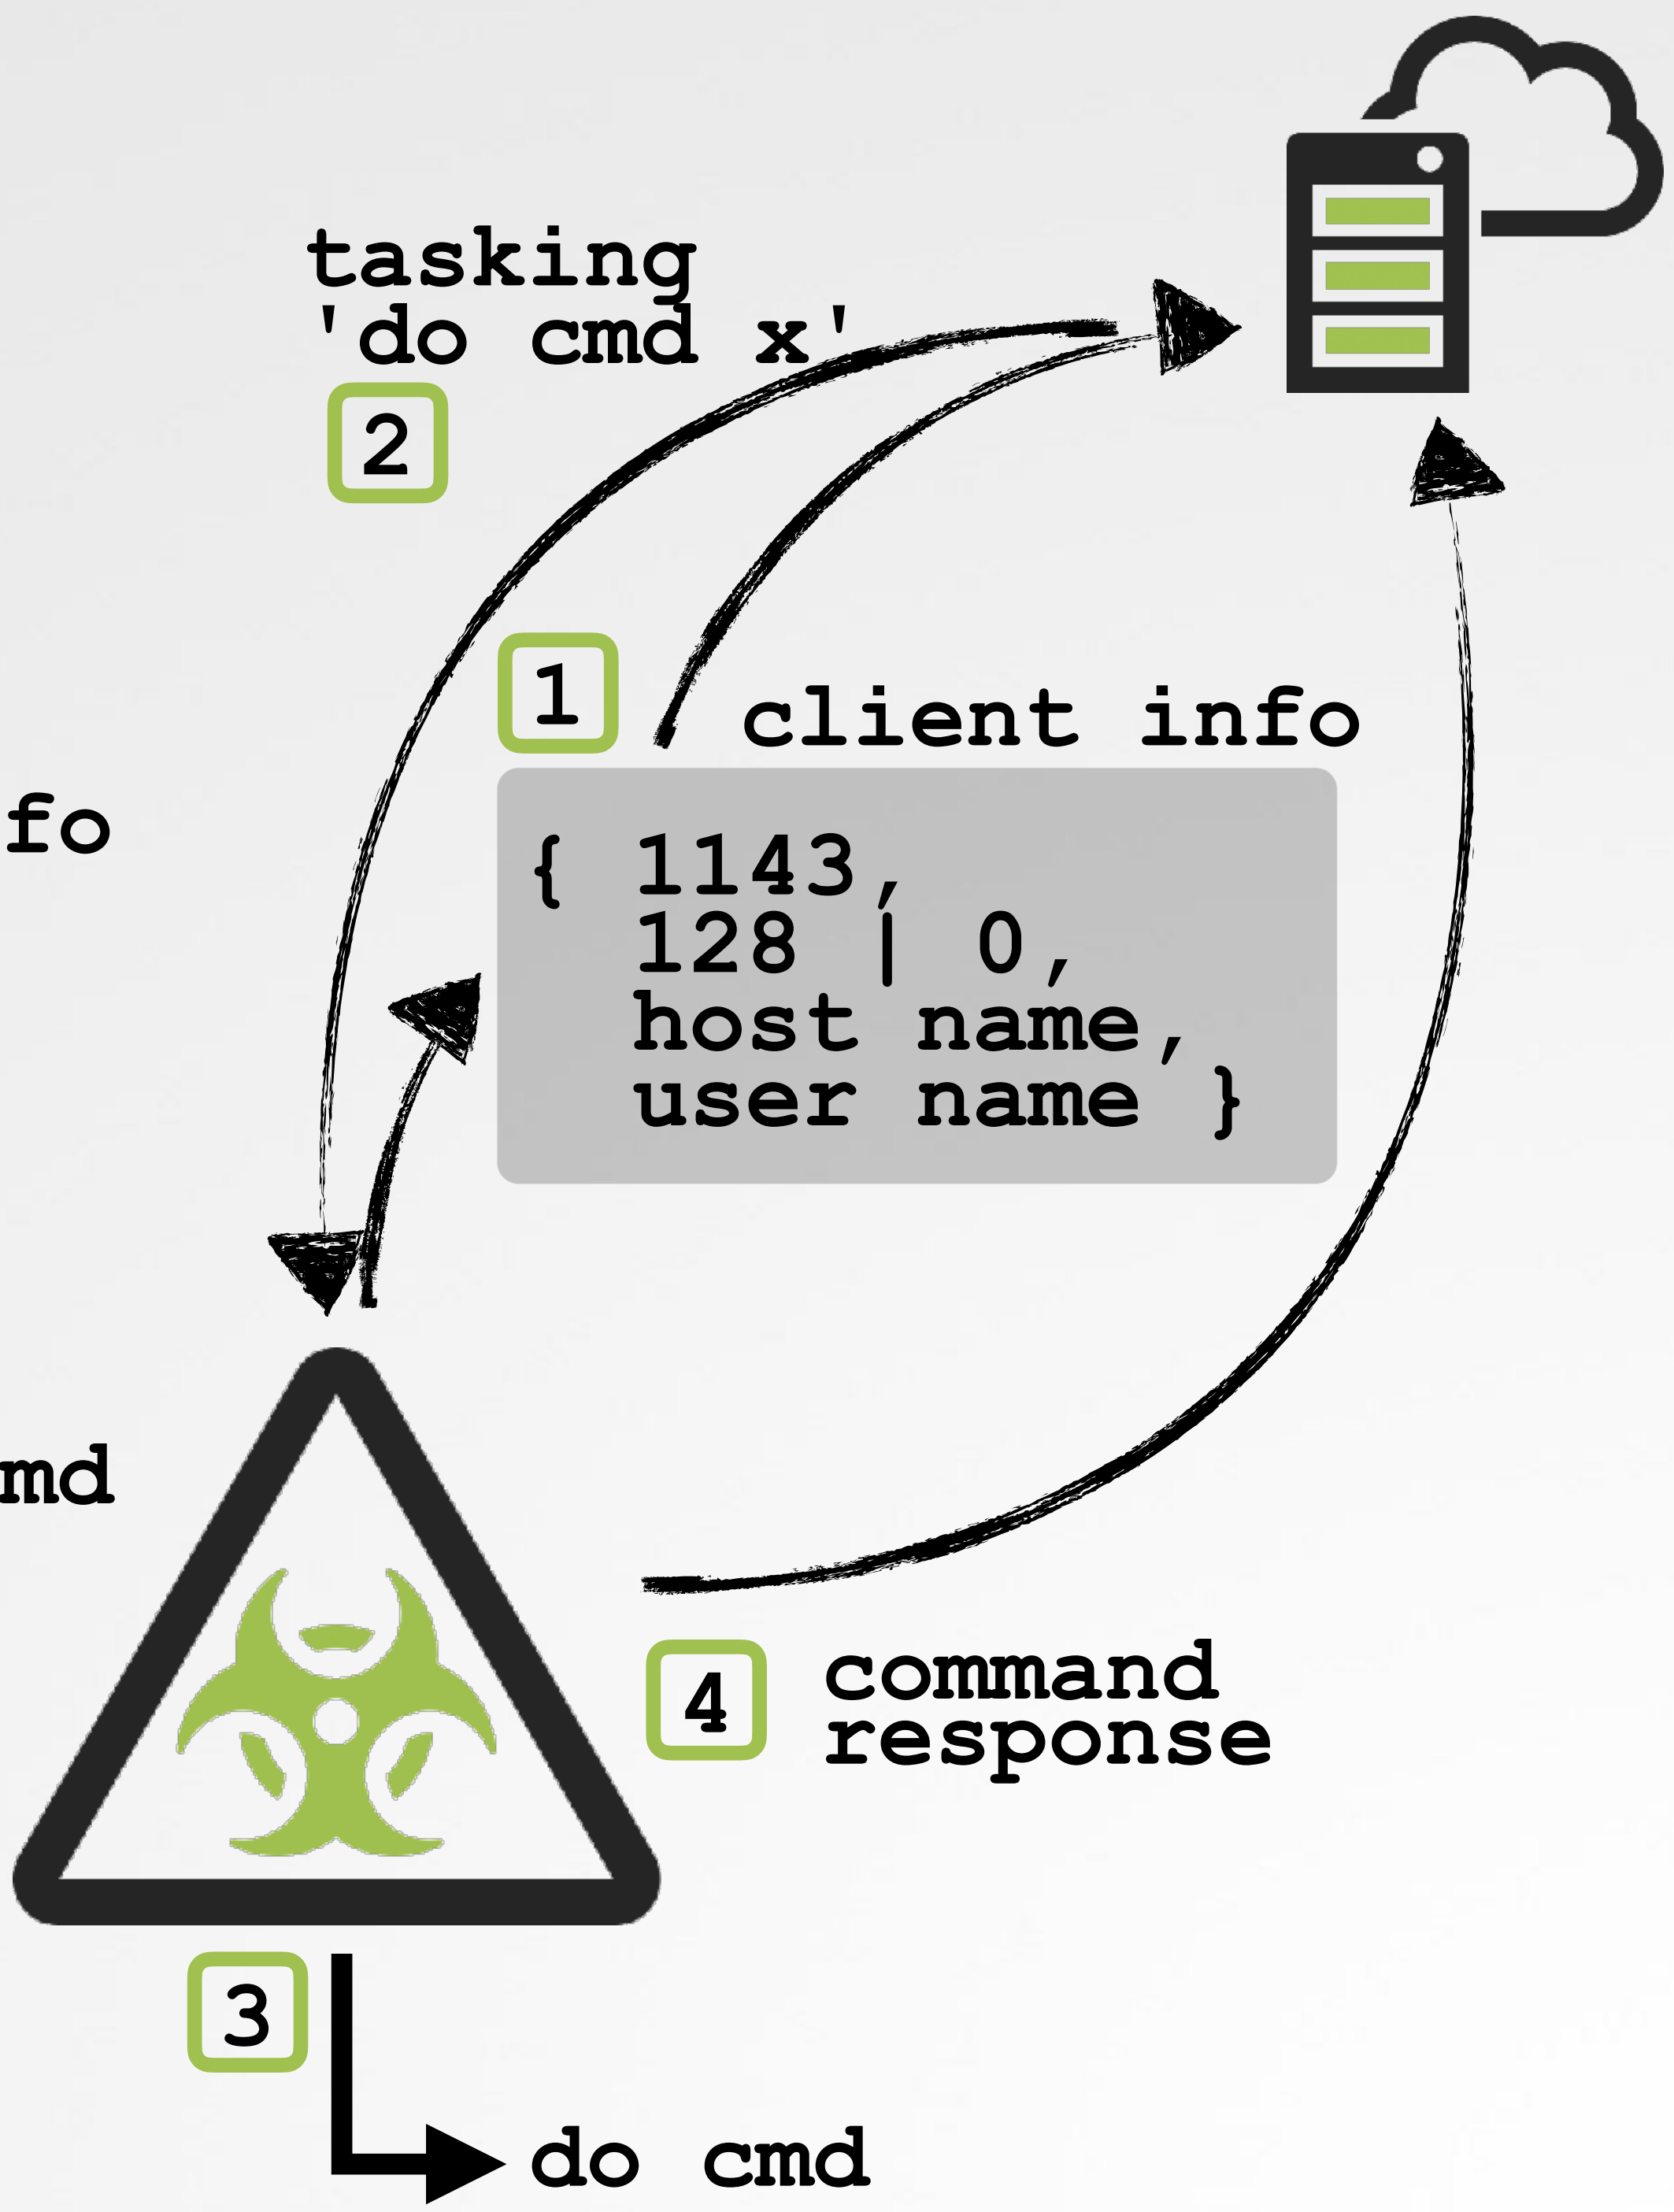 tasking
'do cmd x'
2
1
client info
fo
{ 1143,
128 | 0,
host name,
user name }
md
4
command
response
3
do cmd